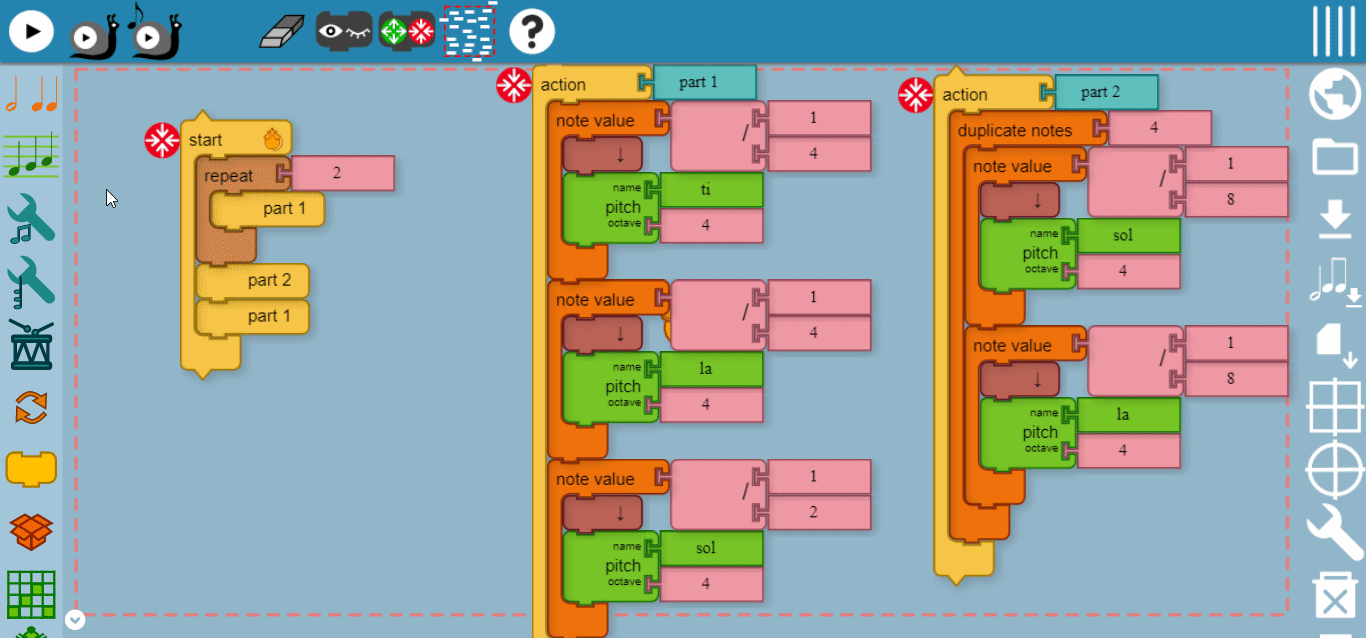 ?
start
repeat 2
part 1
part 2
part 1
action part 1
note value / 1
4
↓
name ti
pitch
octave 4
note value / 1
4
↓
name la
pitch
octave 4
note value / 1
2
↓
name sol
pitch
octave 4
action part 2
duplicate notes 4
note value / 1
8
↓
name sol
pitch
octave 4
note value / 1
8
↓
name la
pitch
octave 4